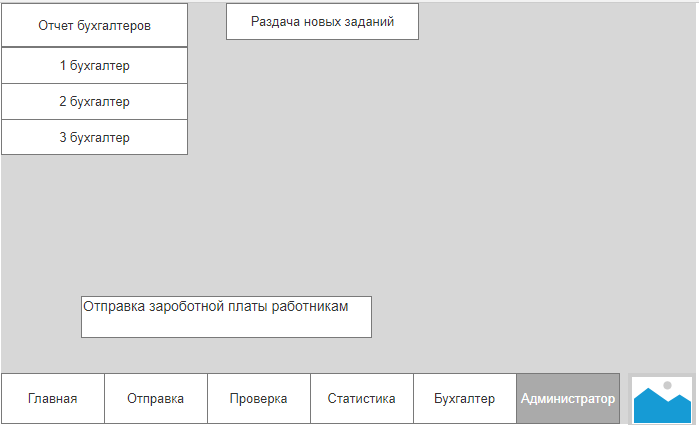 Отчет бухгалтеров
Раздача новых заданий
1 бухгалтер
2 бухгалтер
3 бухгалтер
Отправка зароботной платы работникам
Главная
Отправка
Проверка
Статистика
Бухгалтер
Администратор